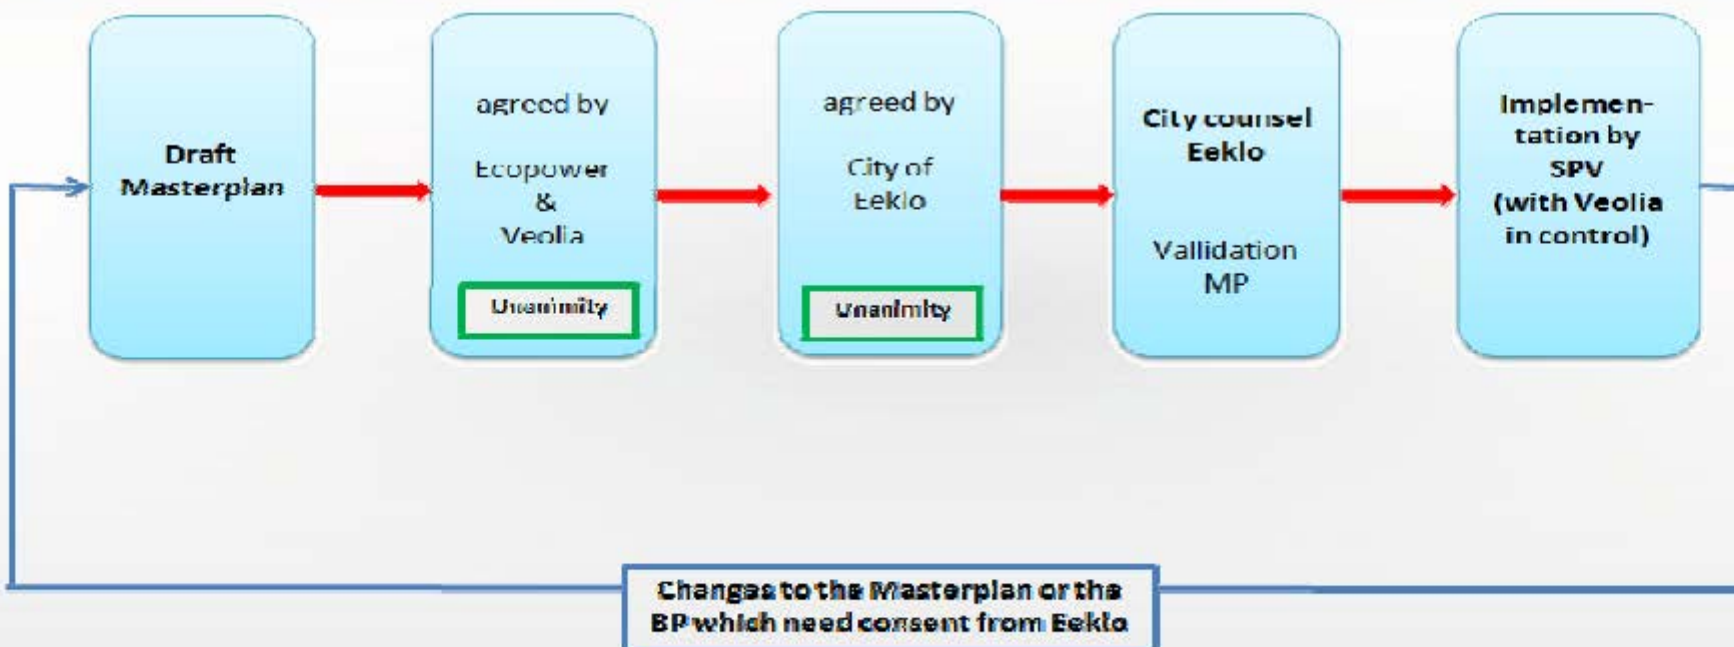 Draft
Masterplan
agreed by
Ecopower
&
Veolia
Unanimity
agreed by
City of
Eeklo
Unanimity
City counsel
Eeklo
Vallidation
MP
Implemen-
tation by
SPV
(with Veolia
in control)
Changes to the Masterplan or the
BP which need consent from Eeklo